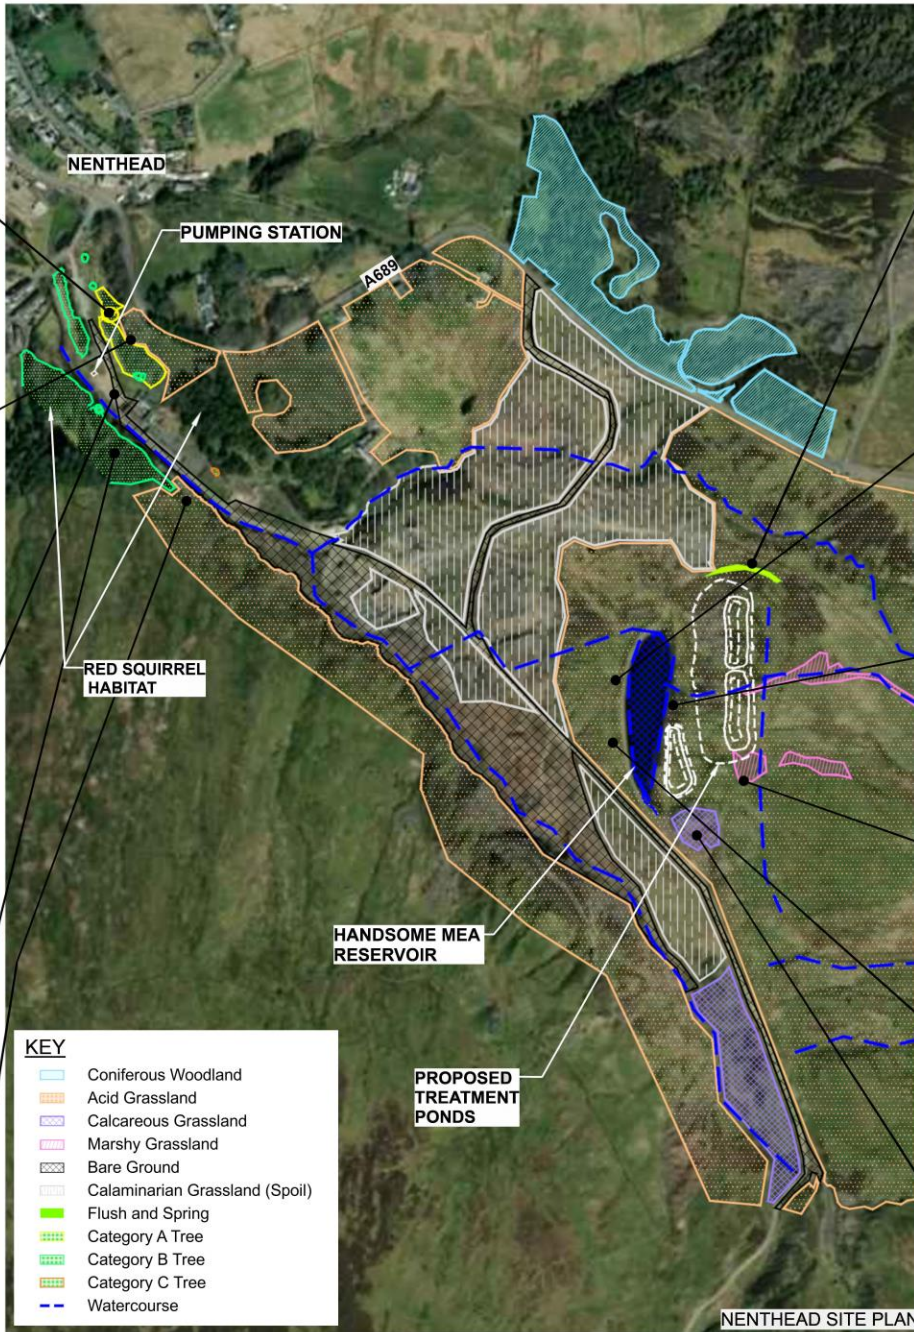 NENTHEAD
PUMPING STATION
A689
RED SQUIRREL
HABITAT
HANDSOME MEA
RESERVOIR
PROPOSED
TREATMENT
PONDS
KEY
Coniferous Woodland
Acid Grassland
Calcareous Grassland
Marshy Grassland
Bare Ground
Calaminarian Grassland (Spoil)
Flush and Spring
Category A Tree
Category B Tree
Category C Tree
Watercourse
NENTHEAD SITE PLAN